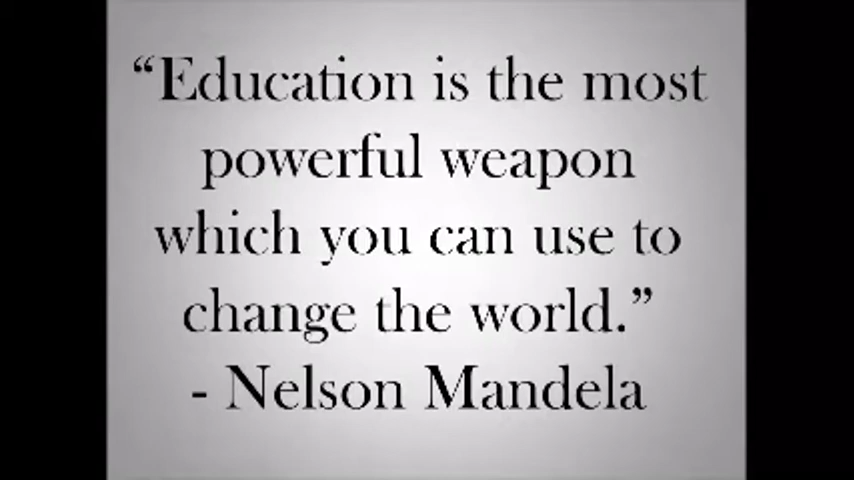 “Education is the most
powerful weapon
which you can use to
change the world.”
- Nelson Mandela